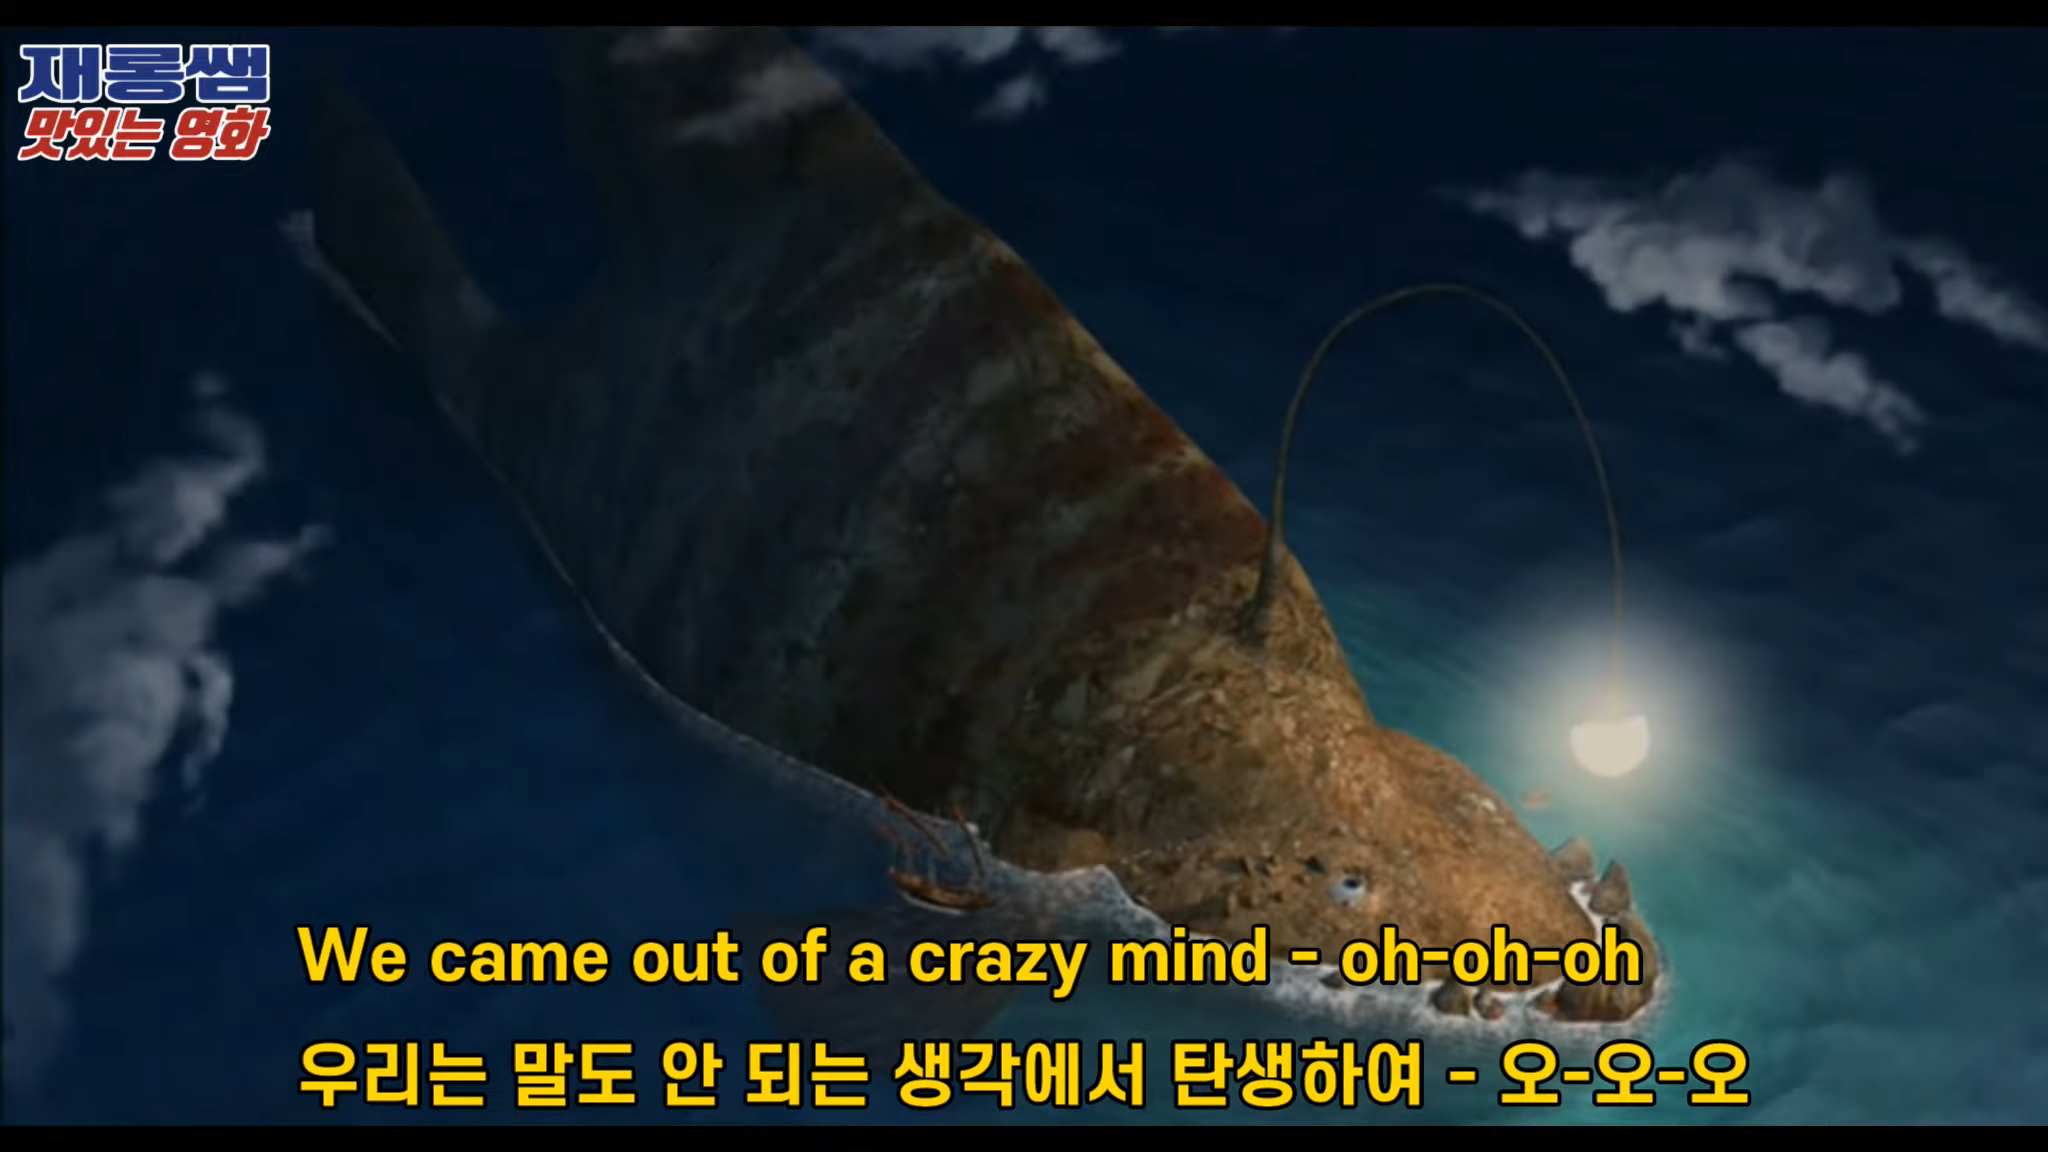 재롱쌤
맛있는 영화
We came out of a crazy mind - oh-oh-oh
우리는 말도 안 되는 생각에서 탄생하여 - 오-오-오